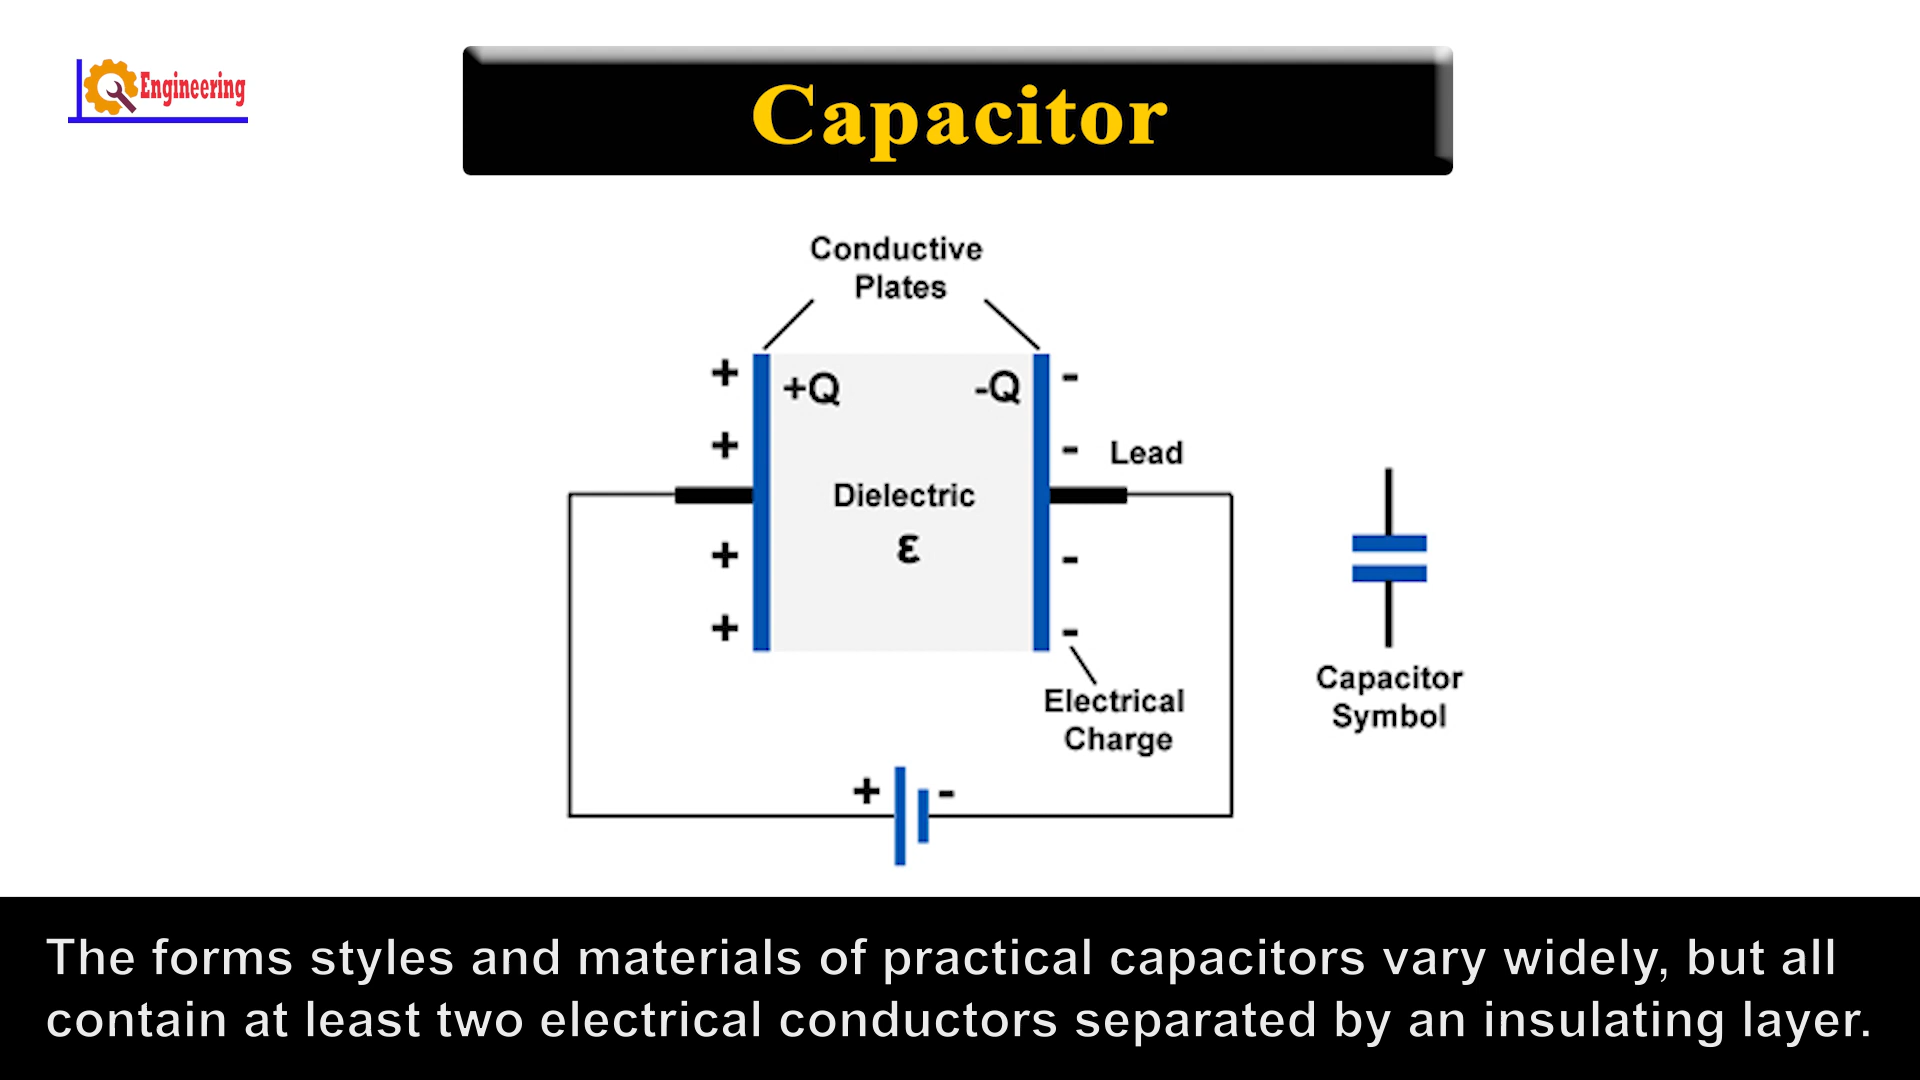 Engineering
Capacitor
Conductive
Plates
+ +Q -Q -
+ - Lead
Dielectric
ε
+ -
+ -
Electrical
Charge
+ -
Capacitor
Symbol
The forms styles and materials of practical capacitors vary widely, but all
contain at least two electrical conductors separated by an insulating layer.